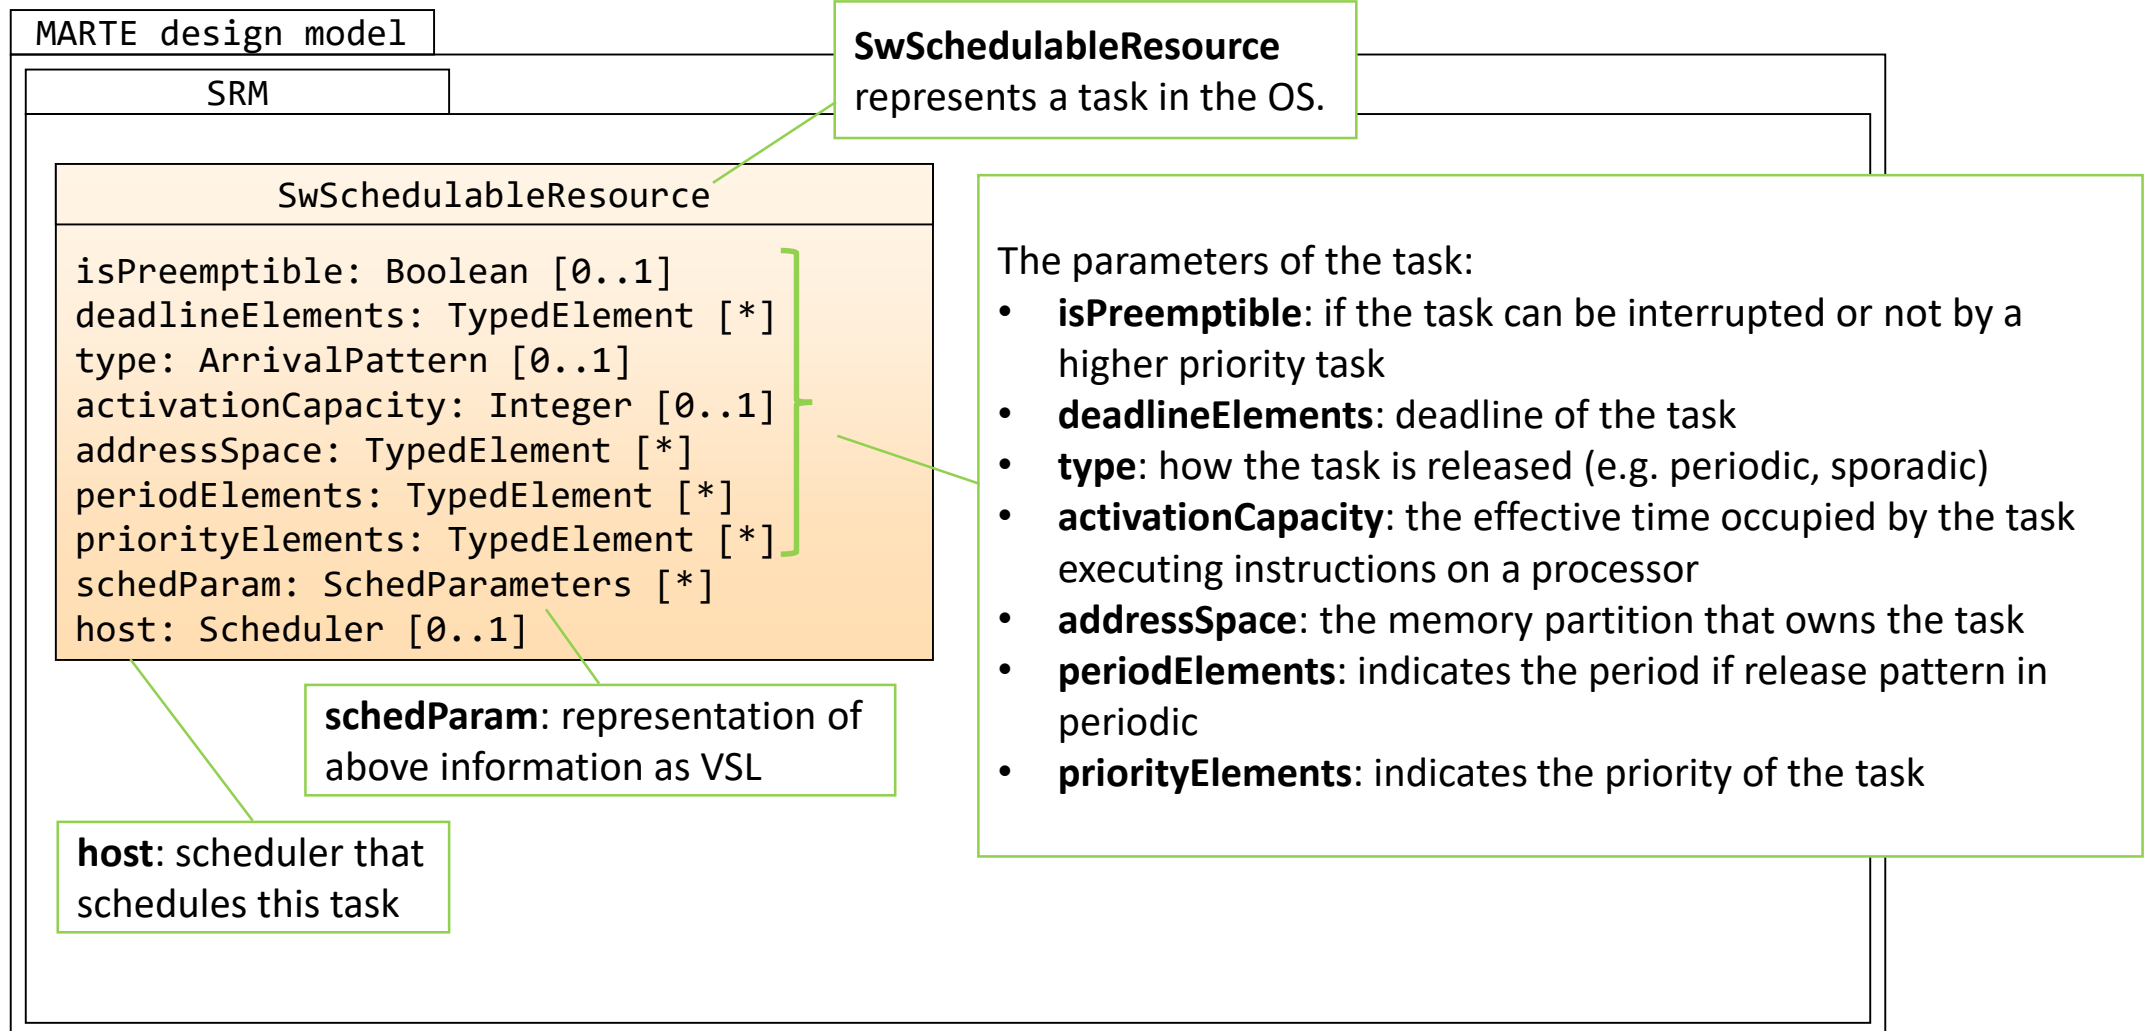 MARTE design model
SRM
SwSchedulableResource
represents a task in the OS.
SwSchedulableResource
isPreemptible: Boolean [0..1]
deadlineElements: TypedElement [*]
type: ArrivalPattern [0..1]
activationCapacity: Integer [0..1]
addressSpace: TypedElement [*]
periodElements: TypedElement [*]
priorityElements: TypedElement [*]
schedParam: SchedParameters [*]
host: Scheduler [0..1]
The parameters of the task:
• isPreemptible: if the task can be interrupted or not by a
higher priority task
• deadlineElements: deadline of the task
• type: how the task is released (e.g. periodic, sporadic)
• activationCapacity: the effective time occupied by the task
executing instructions on a processor
• addressSpace: the memory partition that owns the task
• periodElements: indicates the period if release pattern in
periodic
• priorityElements: indicates the priority of the task
schedParam: representation of
above information as VSL
host: scheduler that
schedules this task